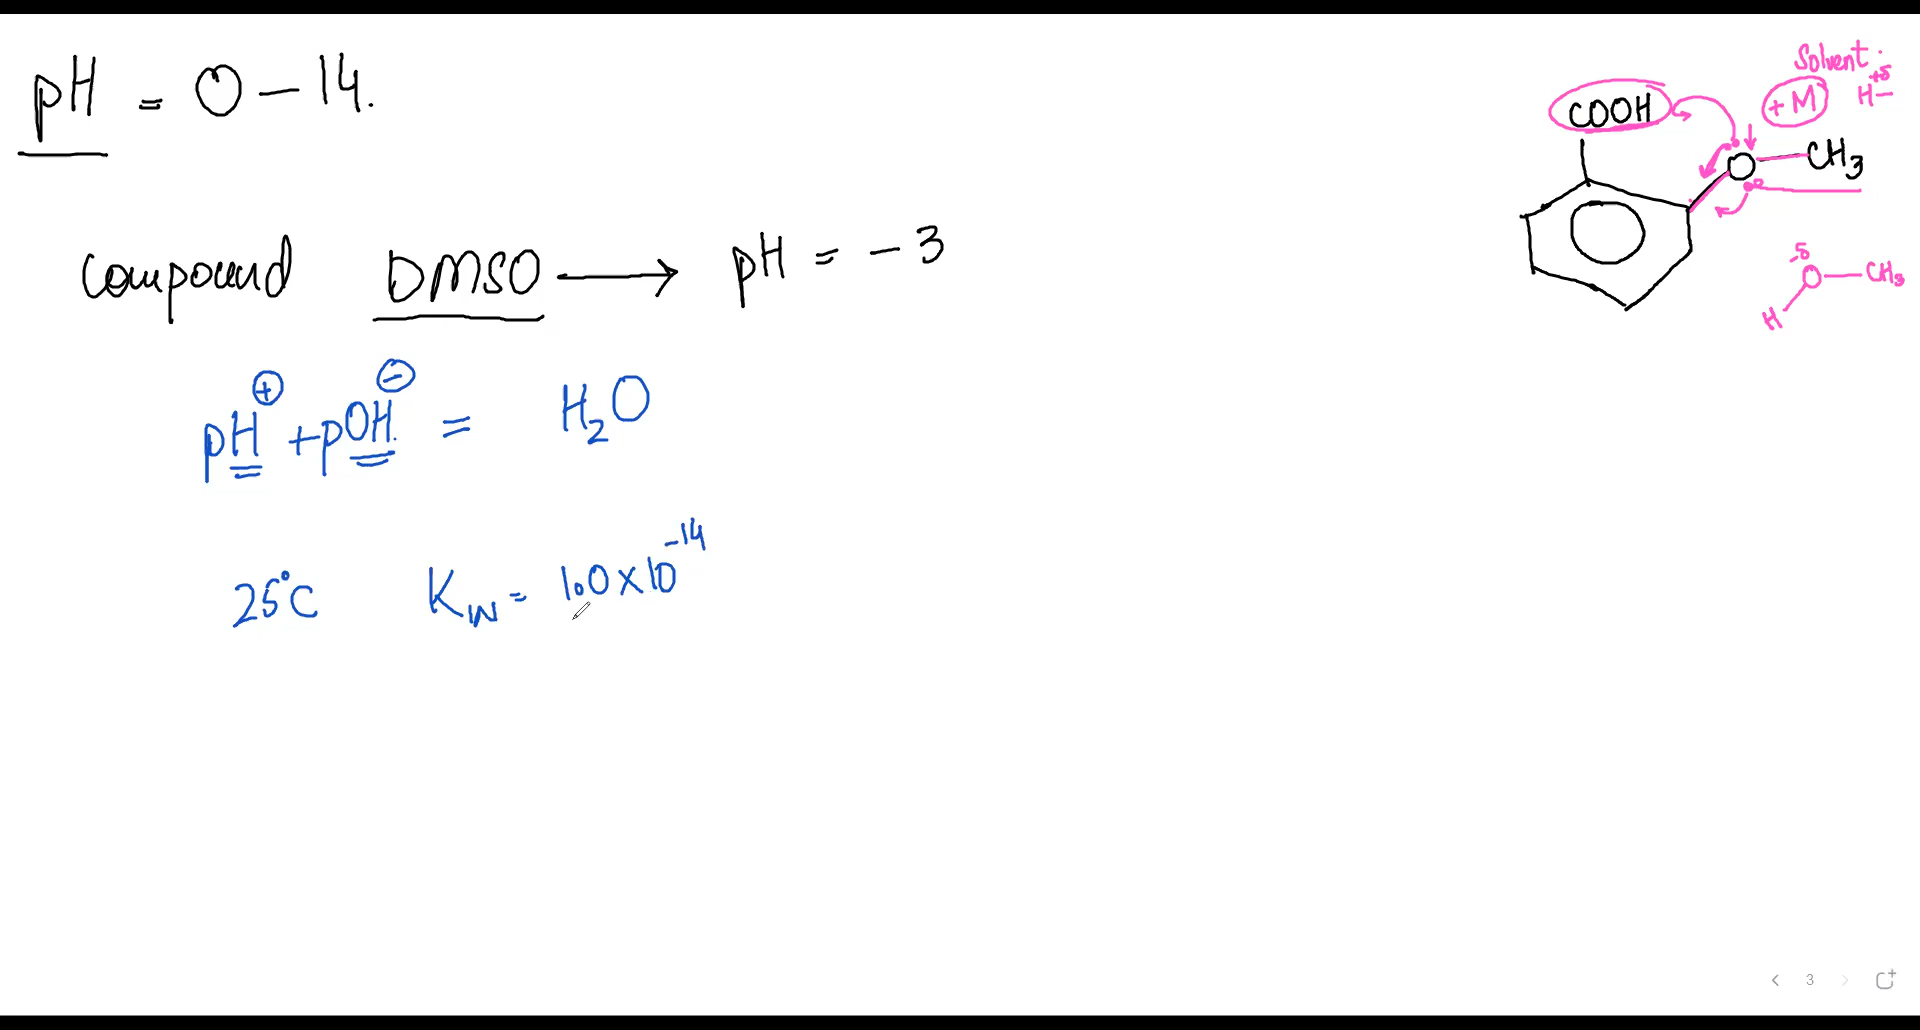 pH = 0 - 14.
Compound DMSO → pH = -3
pH⊕ + pOH⊖ = H₂O
25°C Kw = 1.0 × 10⁻¹⁴
Solvent
+M
H +δ
COOH
O CH₃
-δ
O CH₃
H
3